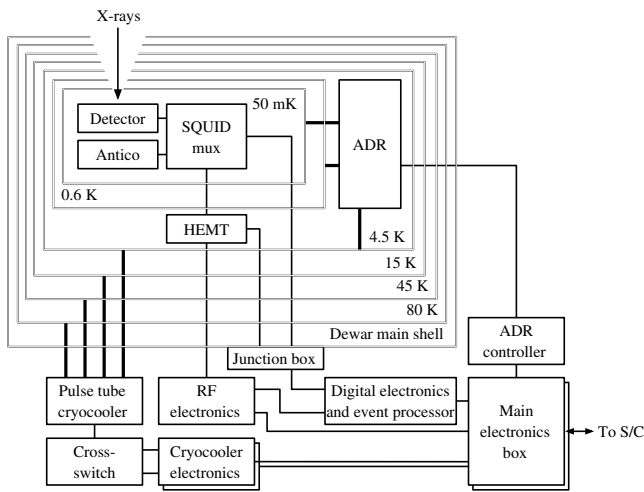 X-rays
50 mK
Detector
SQUID
mux
ADR
Antico
0.6 K
HEMT
4.5 K
15 K
45 K
80 K
Dewar main shell
ADR
controller
Junction box
Pulse tube
cryocooler
RF
electronics
Digital electronics
and event processor
Main
electronics
box
To S/C
Cross-
switch
Cryocooler
electronics